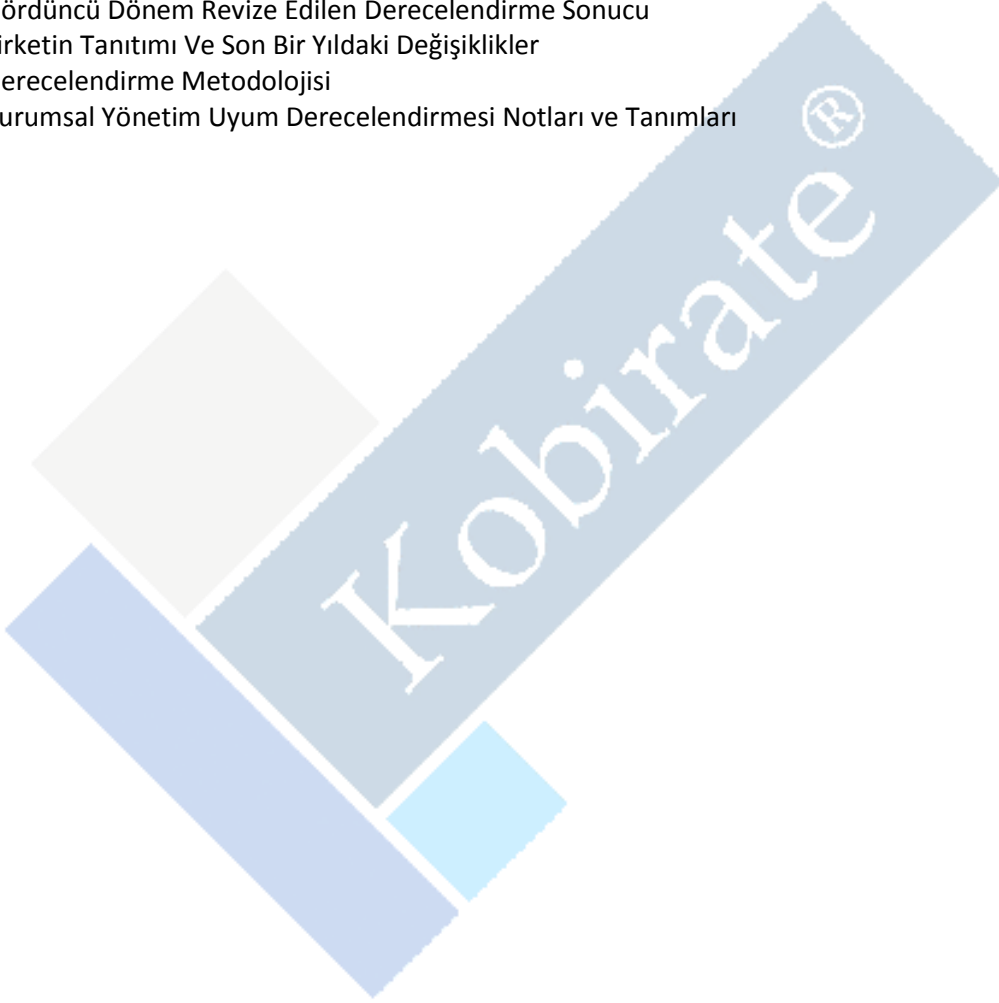 ördüncü Dönem Revize Edilen Derecelendirme Sonucu
irketin Tanıtımı Ve Son Bir Yıldaki Değişiklikler
erecelendirme Metodolojisi
urumsal Yönetim Uyum Derecelendirmesi Notları ve Tanımları
Kobirate ®